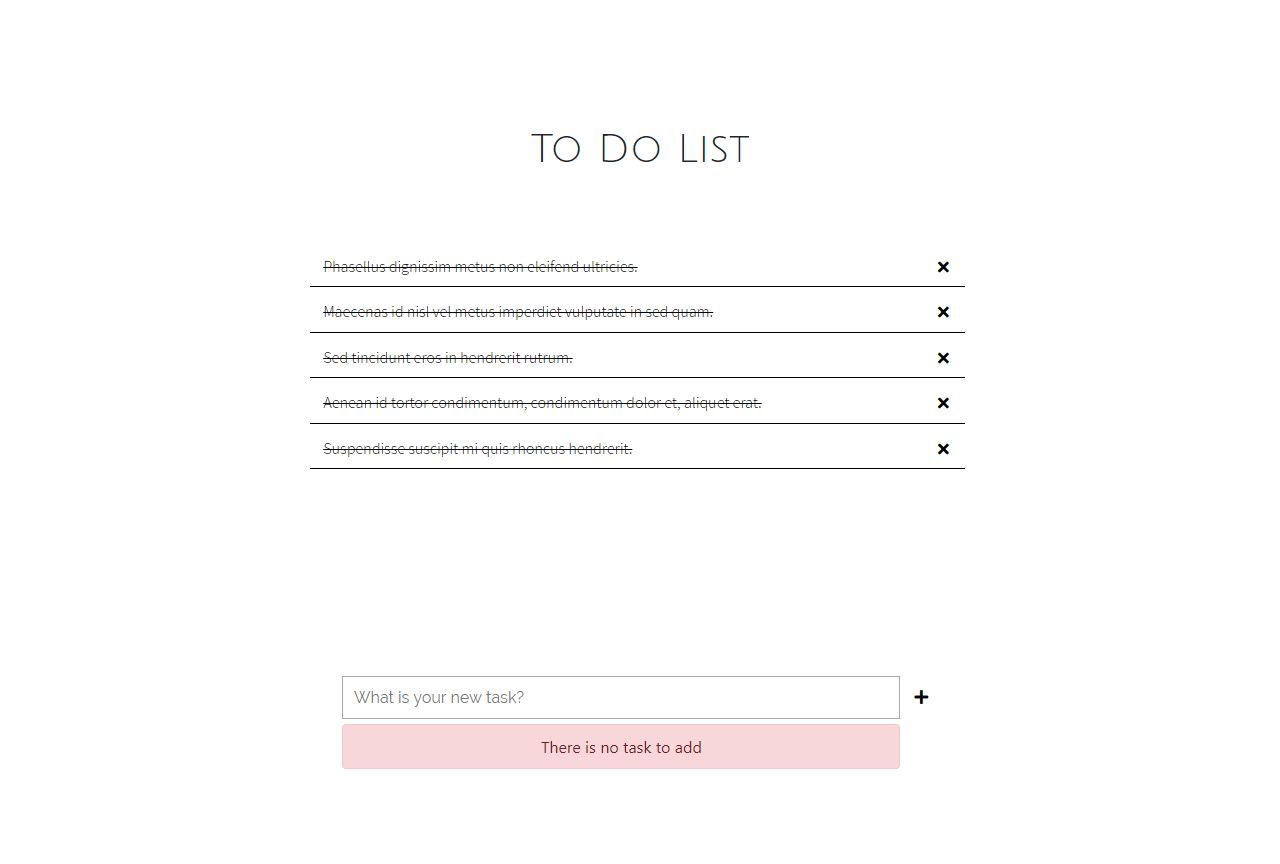 To Do List
Phasellus dignissim metus non eleifend ultricies.
Maecenas id nisl vel metus imperdiet vulputate in sed quam.
Sed tincidunt eros in hendrerit rutrum.
Aenean id tortor condimentum, condimentum dolor et, aliquet erat.
Suspendisse suscipit mi quis rhoncus hendrerit.
What is your new task?
There is no task to add